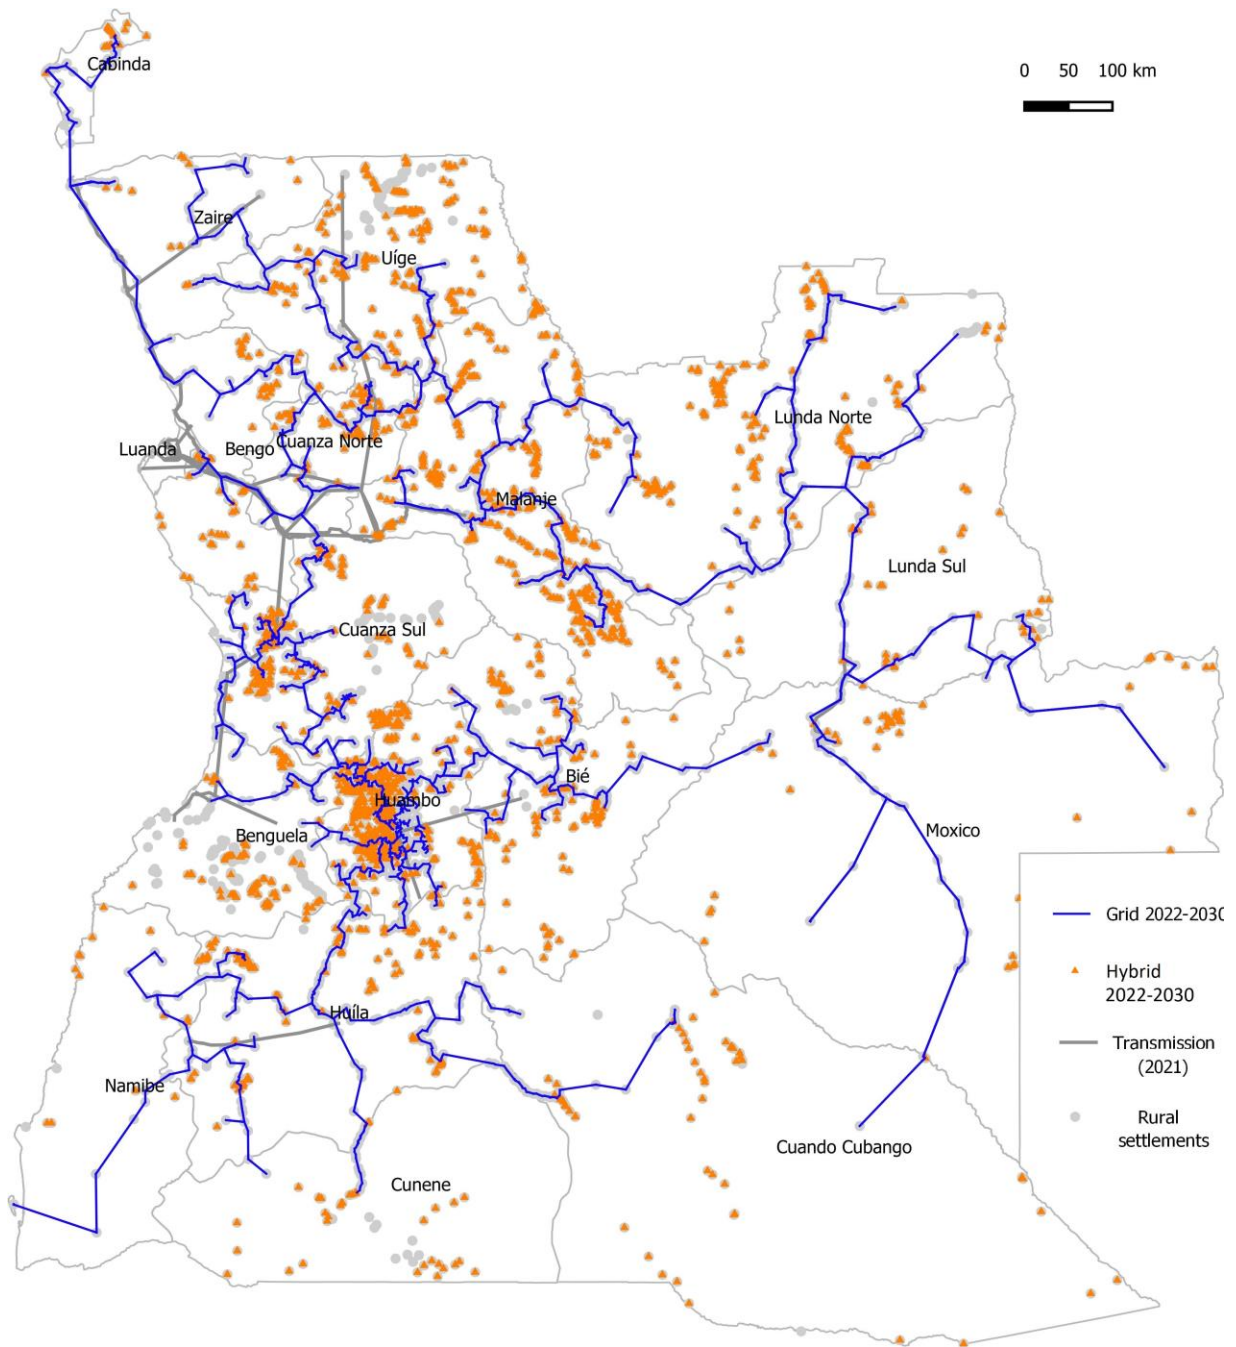 Cabinda
0 50 100 km
Zaire
Uíge
Luanda
Bengo
Cuanza Norte
Lunda Norte
Malanje
Lunda Sul
Cuanza Sul
Bié
Huambo
Benguela
Moxico
Grid 2022-2030
Hybrid
2022-2030
Huíla
Transmission
(2021)
Namibe
Rural
settlements
Cuando Cubango
Cunene